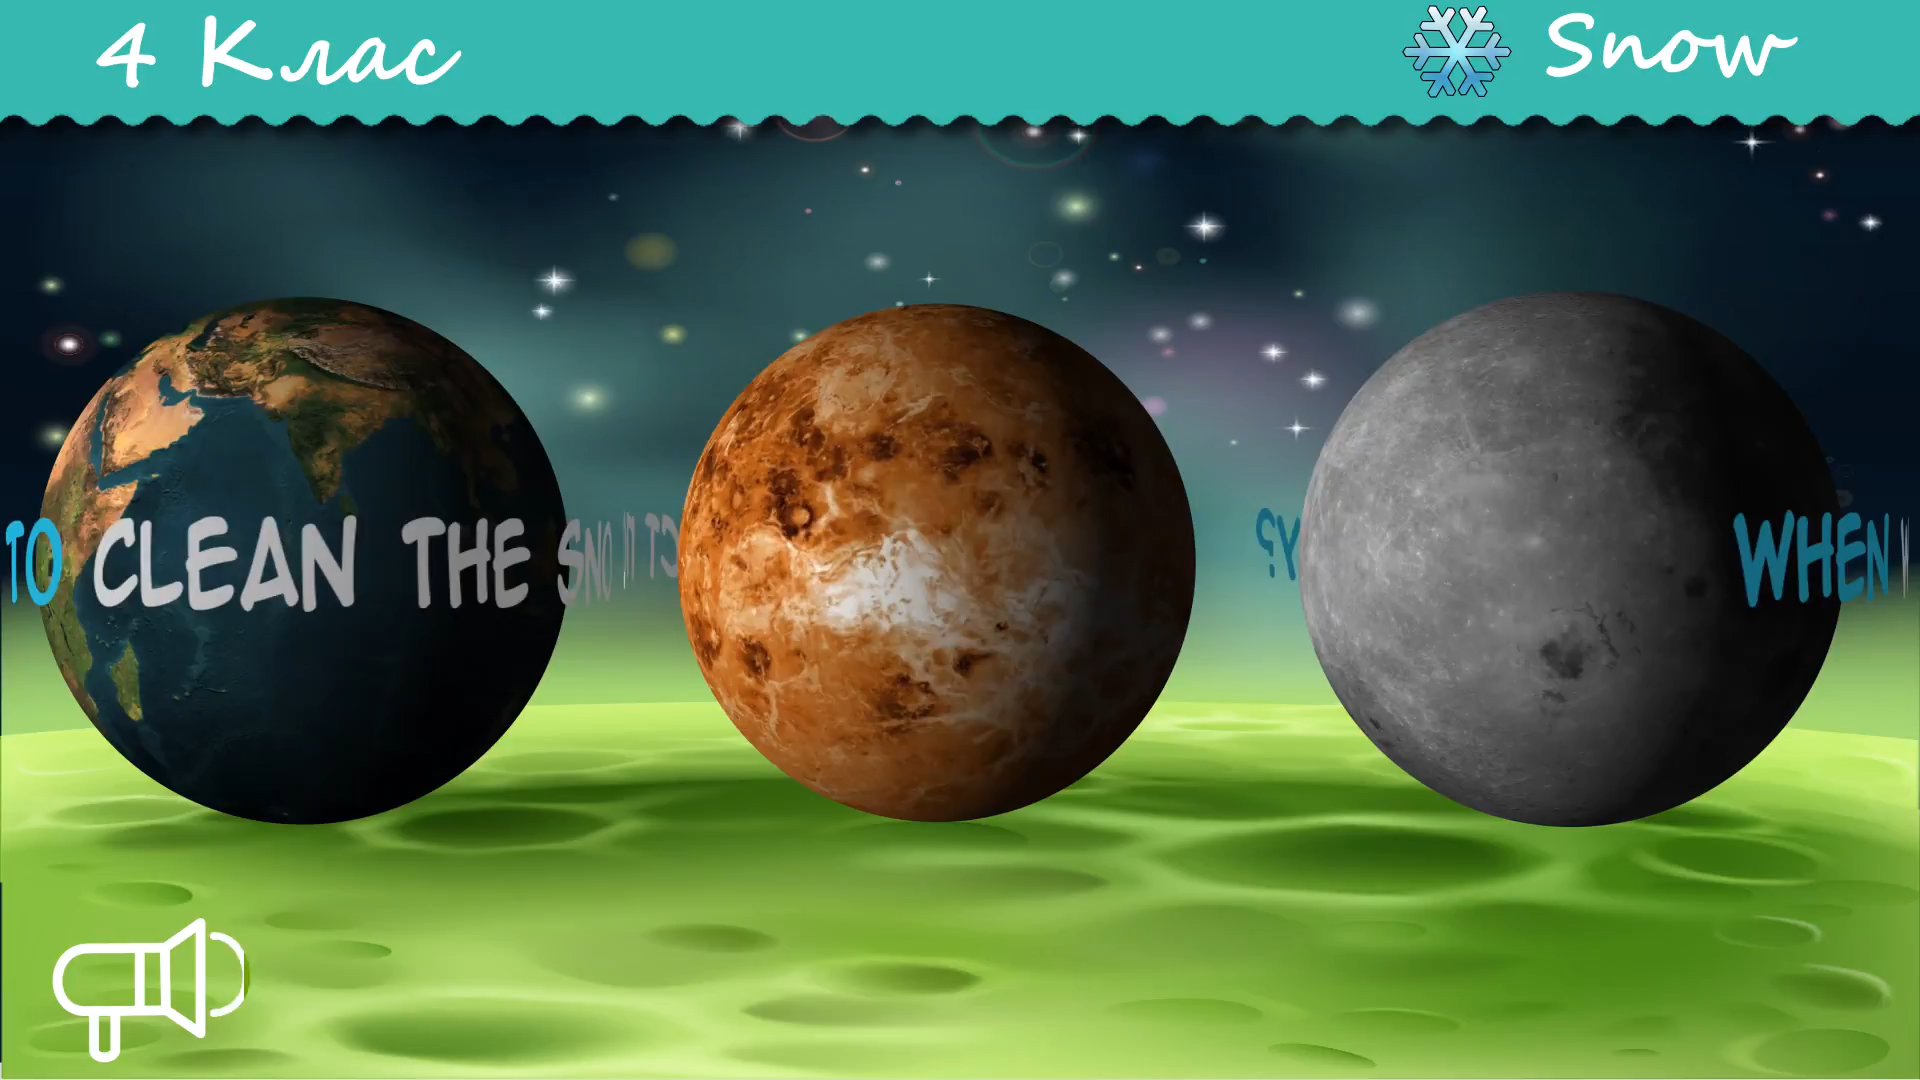 4 Клас
Snow
TO CLEAN THE
WHEN